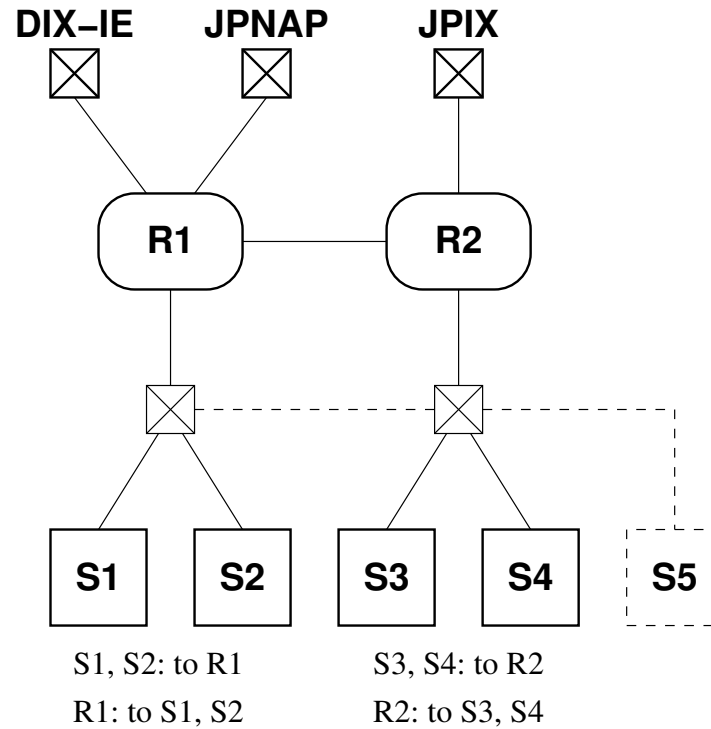 DIX–IE JPNAP JPIX
R1 R2
S1 S2 S3 S4 S5
S1, S2: to R1 S3, S4: to R2
R1: to S1, S2 R2: to S3, S4